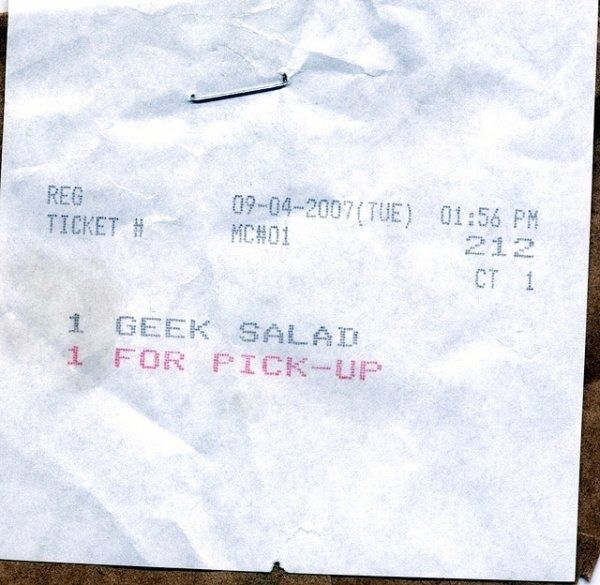 REG 09-04-2007(TUE) 01:56 PM
TICKET # MC#01 212
CT 1
1 GEEK SALAD
1 FOR PICK-UP